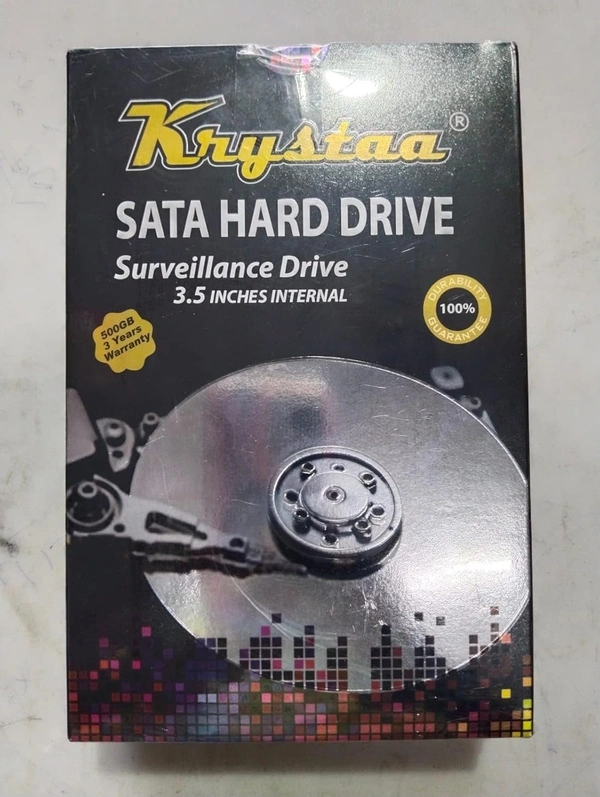 Krystaa®
SATA HARD DRIVE
Surveillance Drive
3.5 INCHES INTERNAL
DURABILITY
100%
GUARANTEE
500GB
3 Years
Warranty